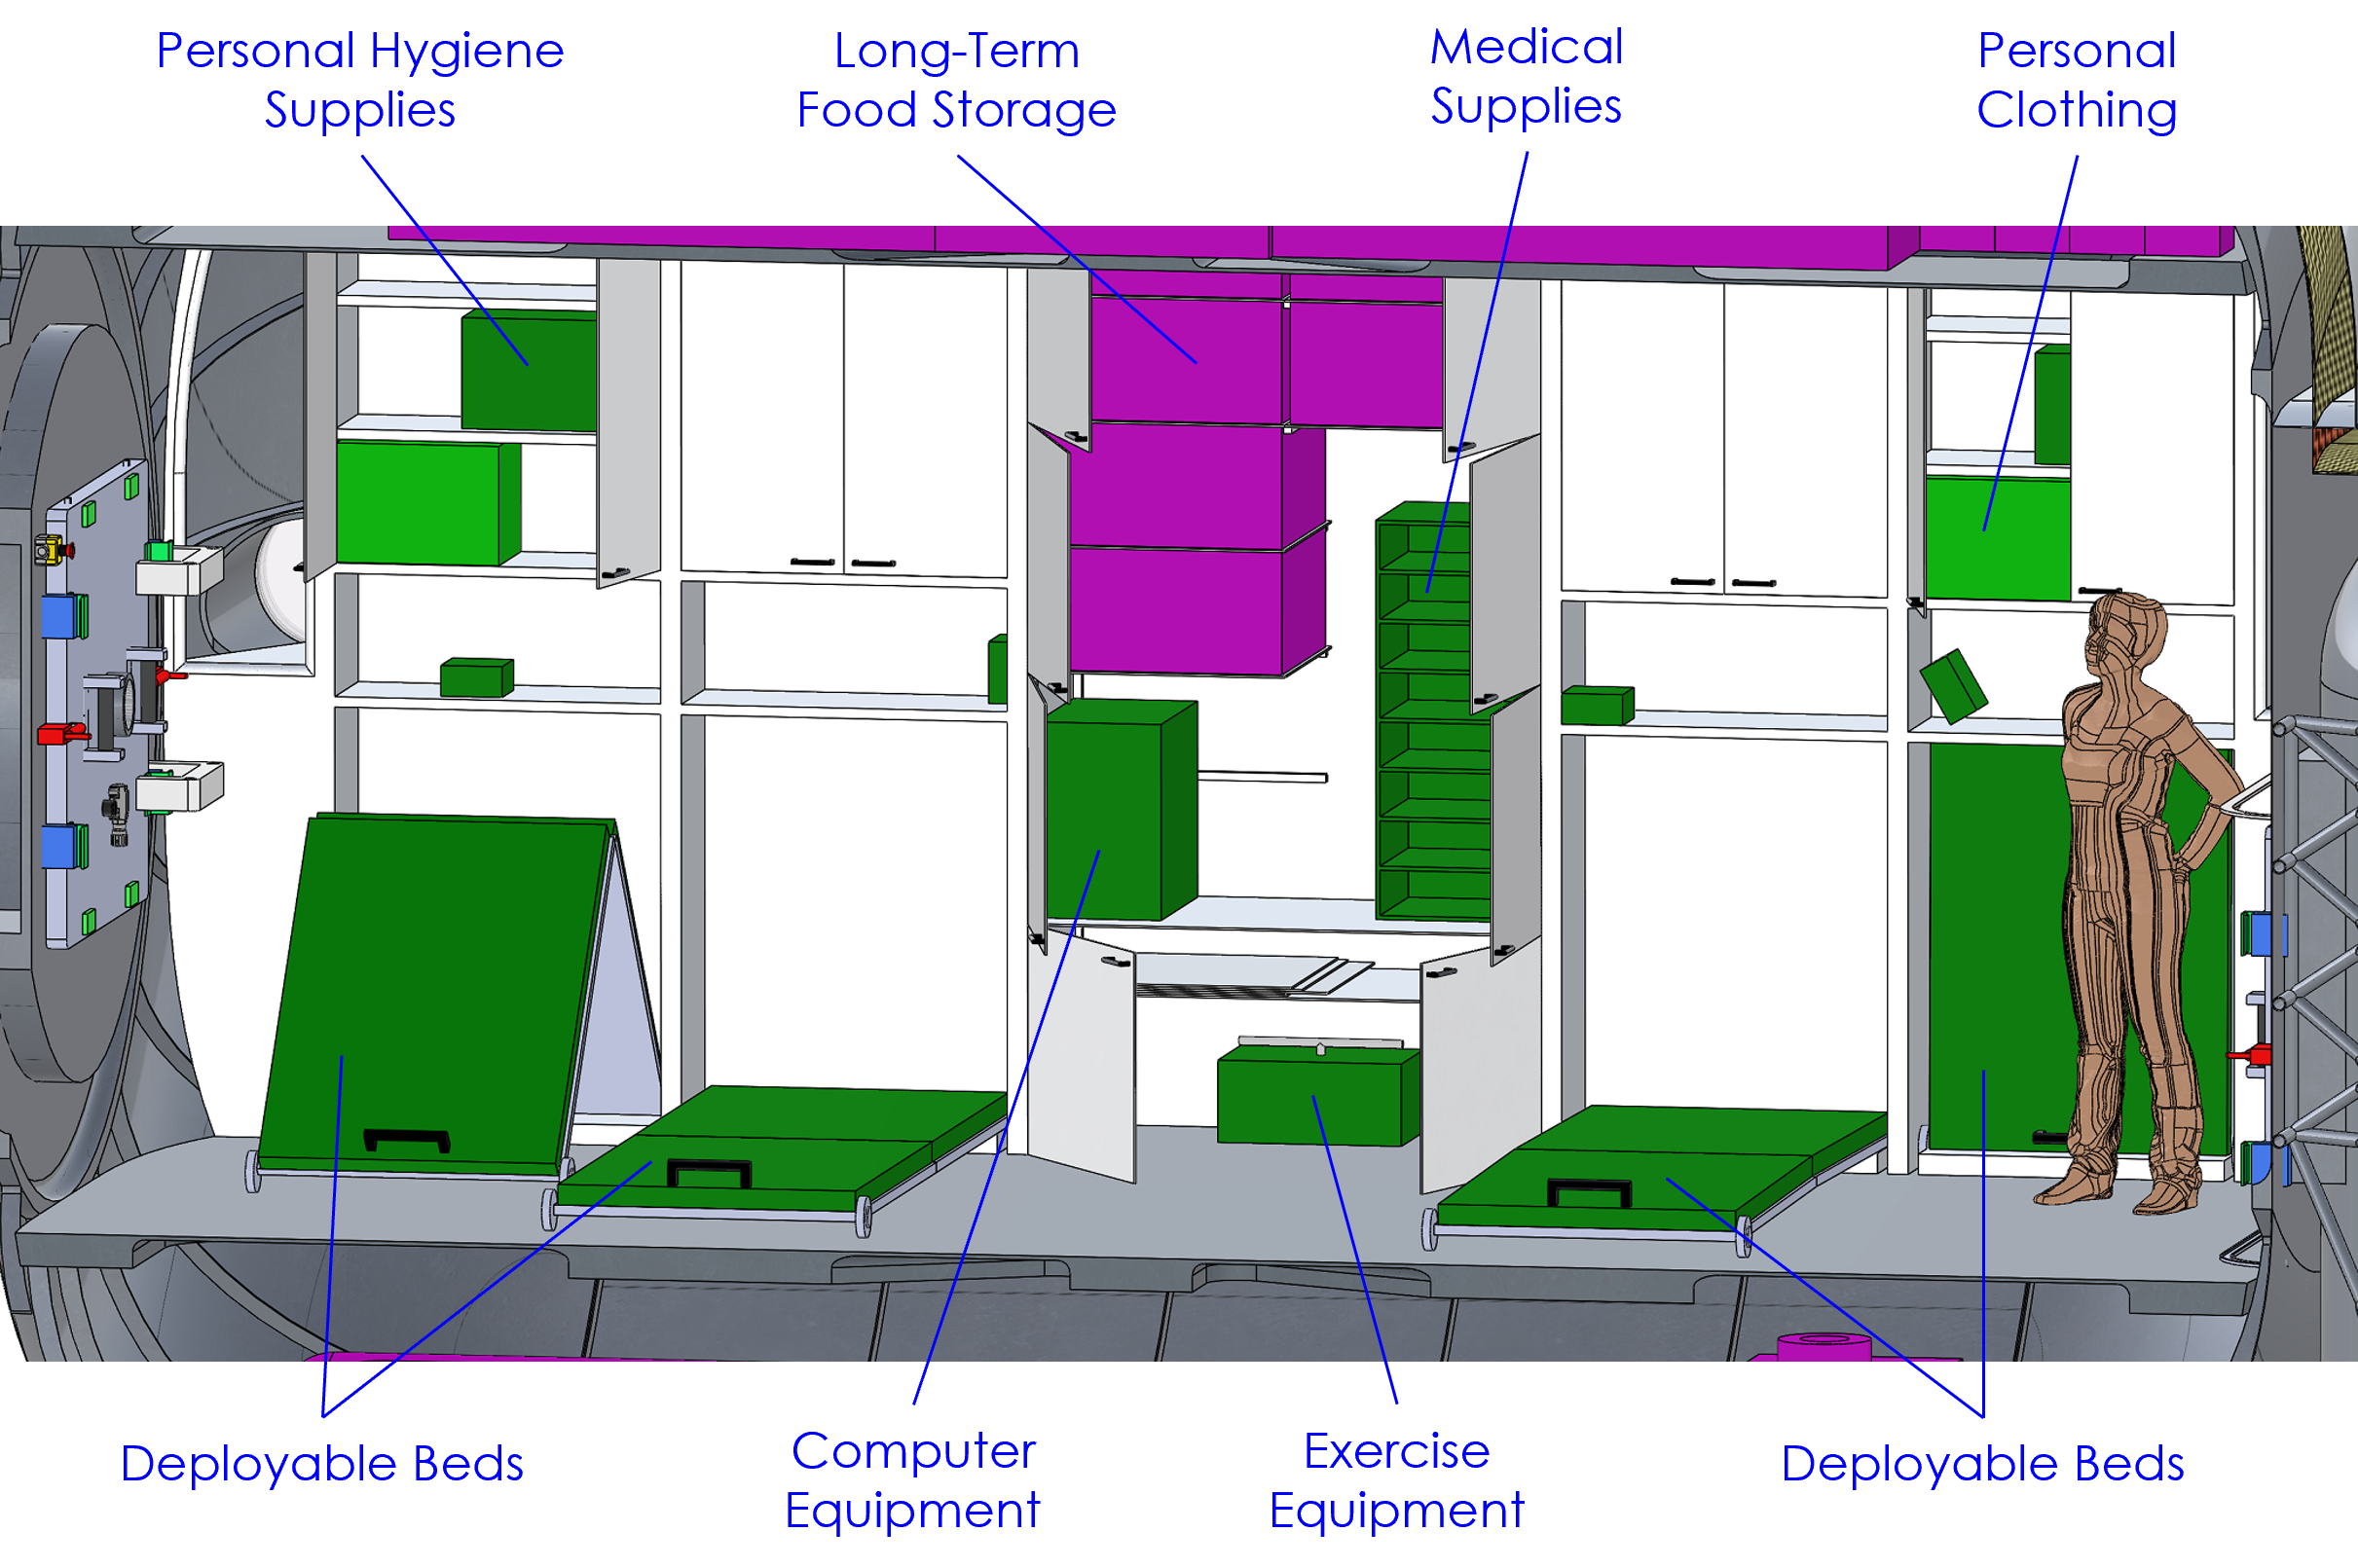 Personal Hygiene
Supplies
Long-Term
Food Storage
Medical
Supplies
Personal
Clothing
Deployable Beds
Computer
Equipment
Exercise
Equipment
Deployable Beds